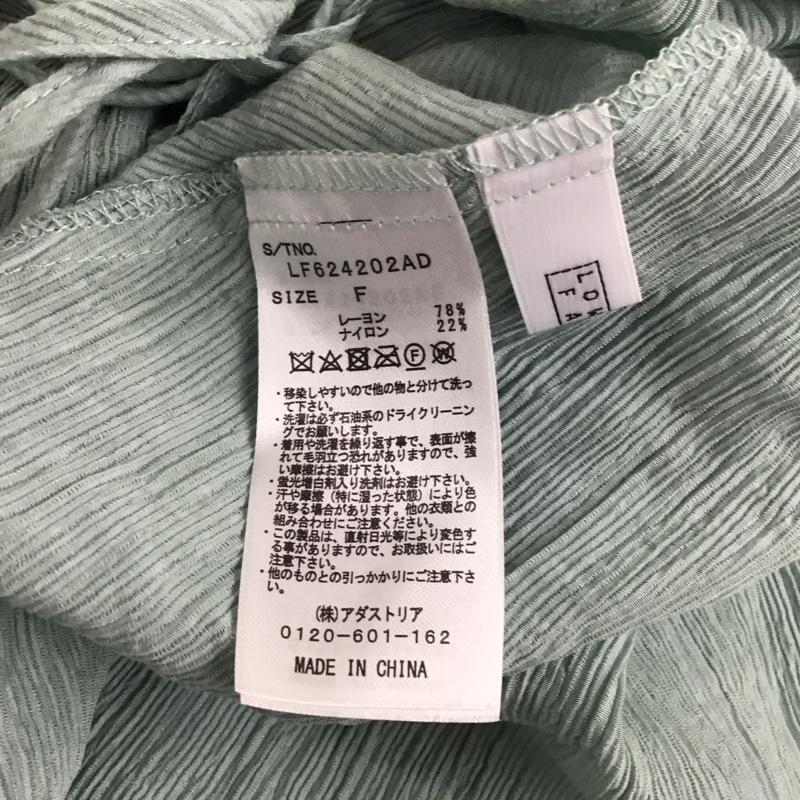 S/TNO.
LF624202AD
SIZE F
レーヨン 78%
ナイロン 22%
・移染しやすいので他の物と分けて洗っ
て下さい。
・洗濯は必ず石油系のドライクリーニン
グでお願いします。
・着用や洗濯を繰り返す事で、表面が擦
れて毛羽立つ恐れがありますので、強
い摩擦はお避け下さい。
・蛍光増白剤入り洗剤はお避け下さい。
・汗や摩擦（特に湿った状態）により色
が移る場合があります。他の衣類との
組み合わせにご注意ください。
・この製品は、直射日光等により変色す
る事がありますので、お取扱いにはご
注意下さい。
・他のものとの引っかかりにご注意下さ
い。
(株)アダストリア
0120-601-162
MADE IN CHINA